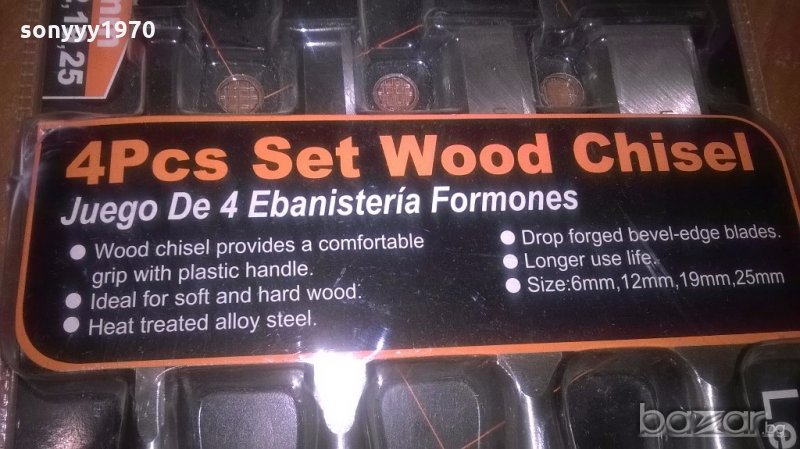 sonyyy1970
,25
4Pcs Set Wood Chisel
Juego De 4 Ebanistería Formones
● Wood chisel provides a comfortable
grip with plastic handle.
● Ideal for soft and hard wood.
● Heat treated alloy steel.
● Drop forged bevel-edge blades.
● Longer use life.
● Size:6mm,12mm,19mm,25mm
Le
bazar.bg